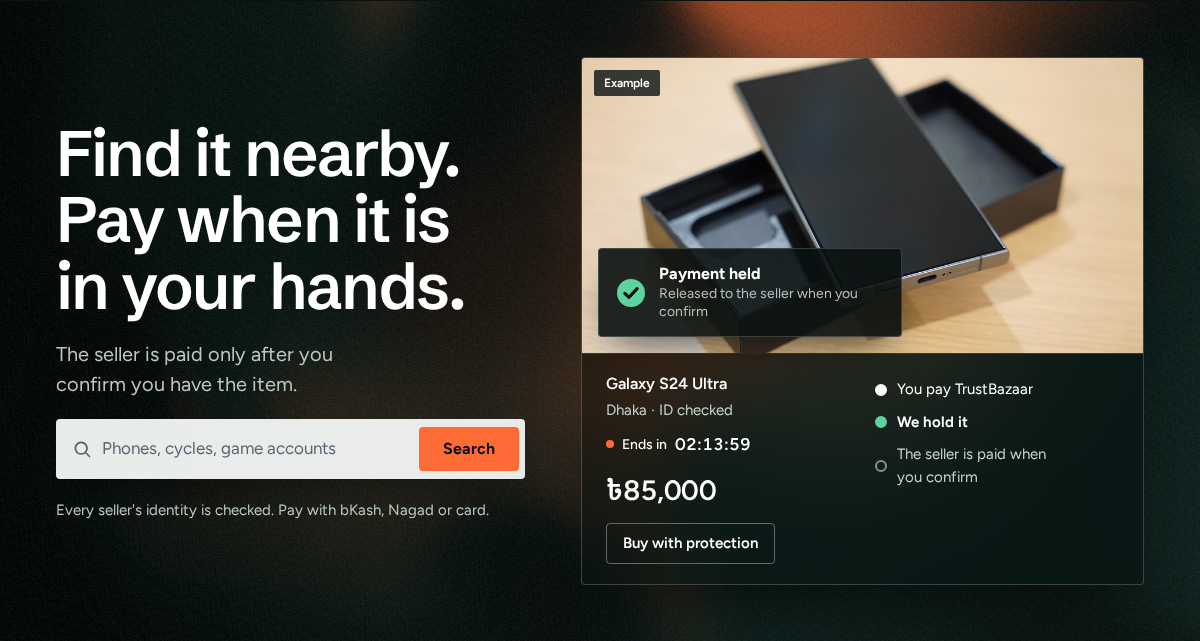 Find it nearby.
Pay when it is
in your hands.
The seller is paid only after you
confirm you have the item.
Phones, cycles, game accounts
Search
Every seller's identity is checked. Pay with bKash, Nagad or card.
Example
Payment held
Released to the seller when you
confirm
Galaxy S24 Ultra
Dhaka · ID checked
Ends in 02:13:59
৳85,000
Buy with protection
You pay TrustBazaar
We hold it
The seller is paid when
you confirm